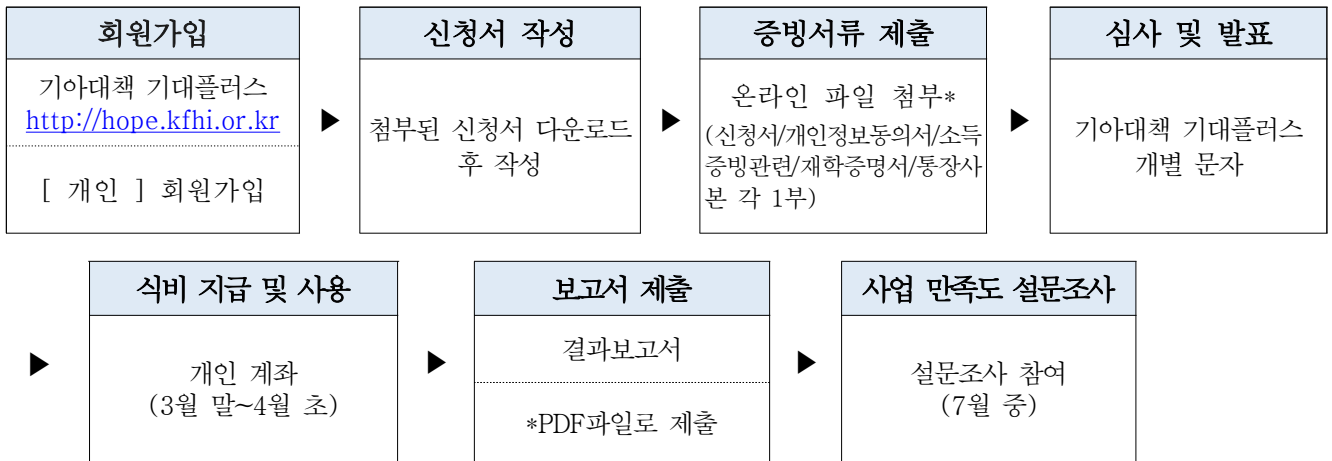 회원가입
기아대책 기대플러스
http://hope.kfhi.or.kr
[ 개인 ] 회원가입
▶
신청서 작성
첨부된 신청서 다운로드
후 작성
▶
증빙서류 제출
온라인 파일 첨부*
(신청서/개인정보동의서/소득
증빙관련/재학증명서/통장사
본 각 1부)
▶
심사 및 발표
기아대책 기대플러스
개별 문자
▶
식비 지급 및 사용
개인 계좌
(3월 말~4월 초)
▶
보고서 제출
결과보고서
*PDF파일로 제출
▶
사업 만족도 설문조사
설문조사 참여
(7월 중)